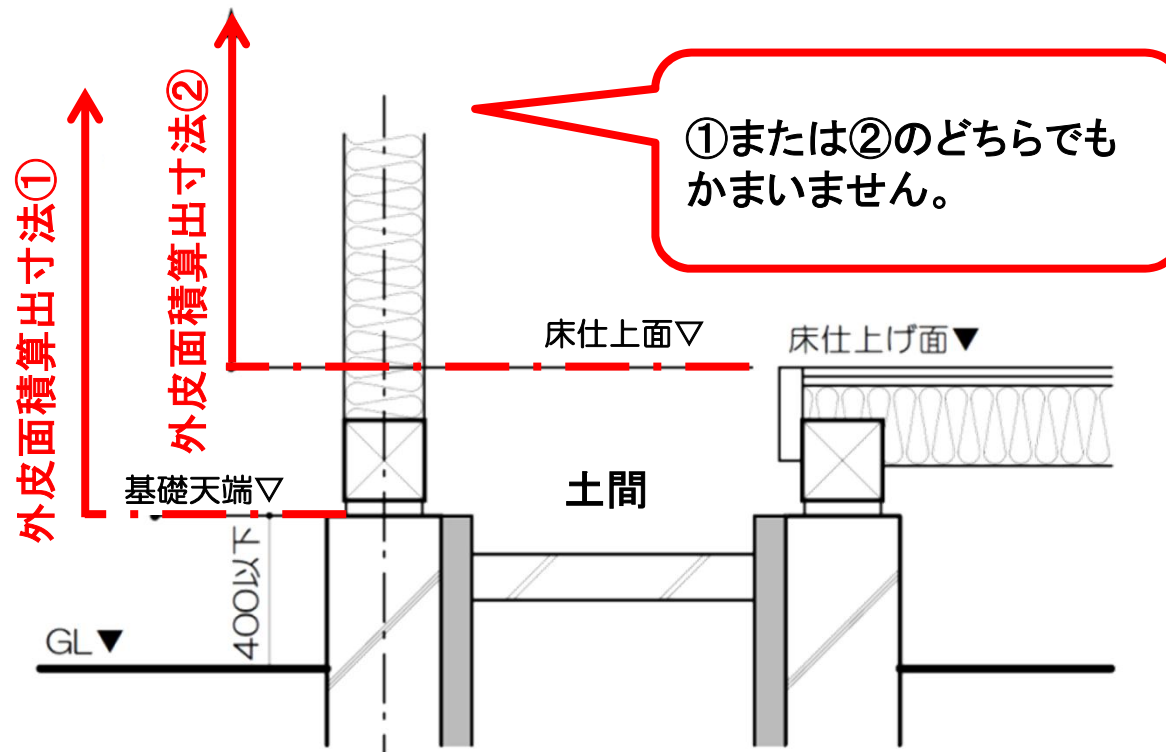 外皮面積算出寸法①
外皮面積算出寸法②
①または②のどちらでも
かまいません。
床仕上面▽
床仕上げ面▼
基礎天端▽
土間
400以下
GL▼